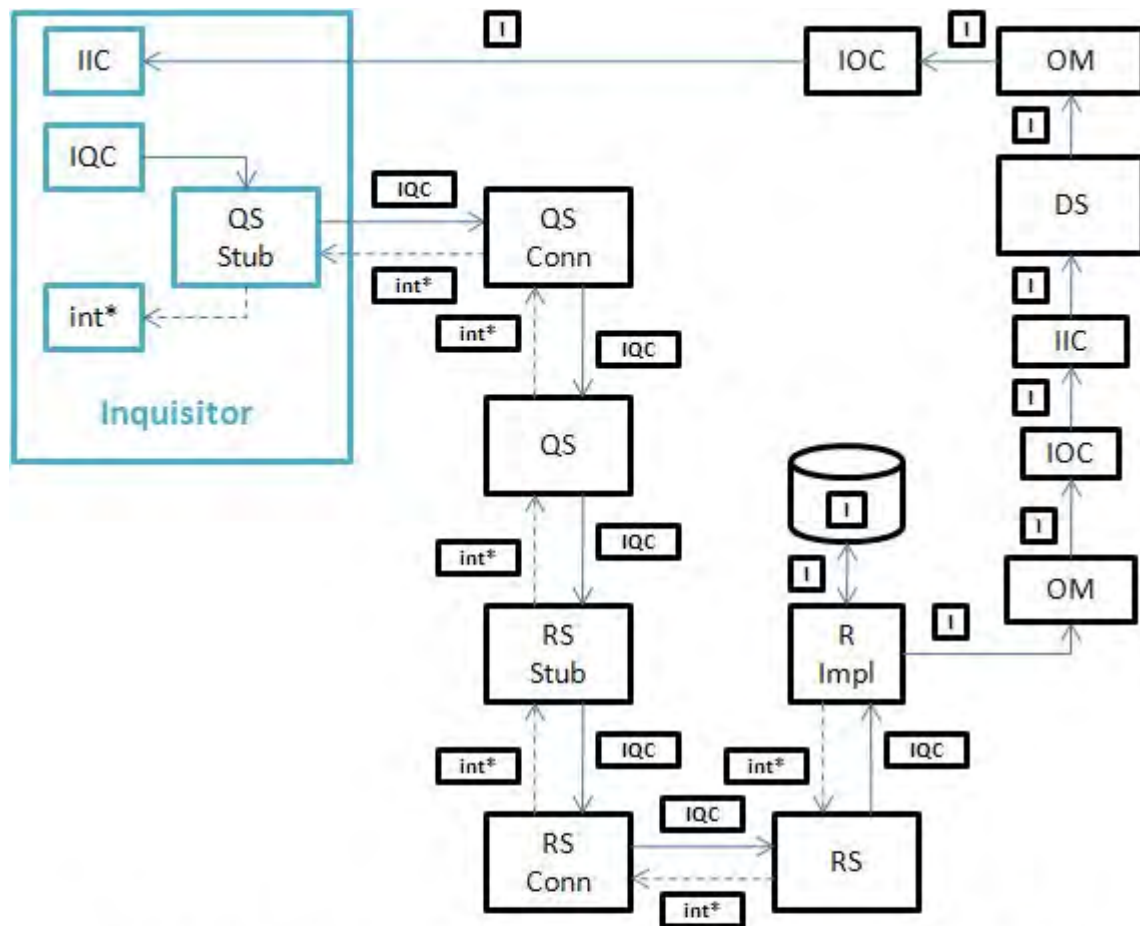 I
I
IIC
IOC
OM
I
IQC
IQC
QS
Stub
QS
Conn
DS
int*
I
int*
int*
IQC
IIC
Inquisitor
I
QS
IOC
I
I
int*
IQC
I
OM
RS
Stub
R
Impl
I
int*
IQC
int*
IQC
IQC
RS
Conn
RS
int*